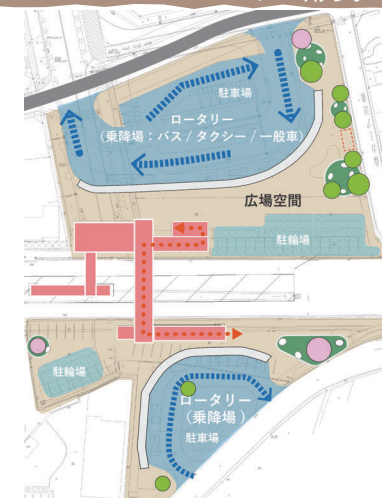 駐車場
ロータリー
(乗降場：バス / タクシー / 一般車)
広場空間
駐輪場
駐輪場
ロータリー
(乗降場)
駐車場